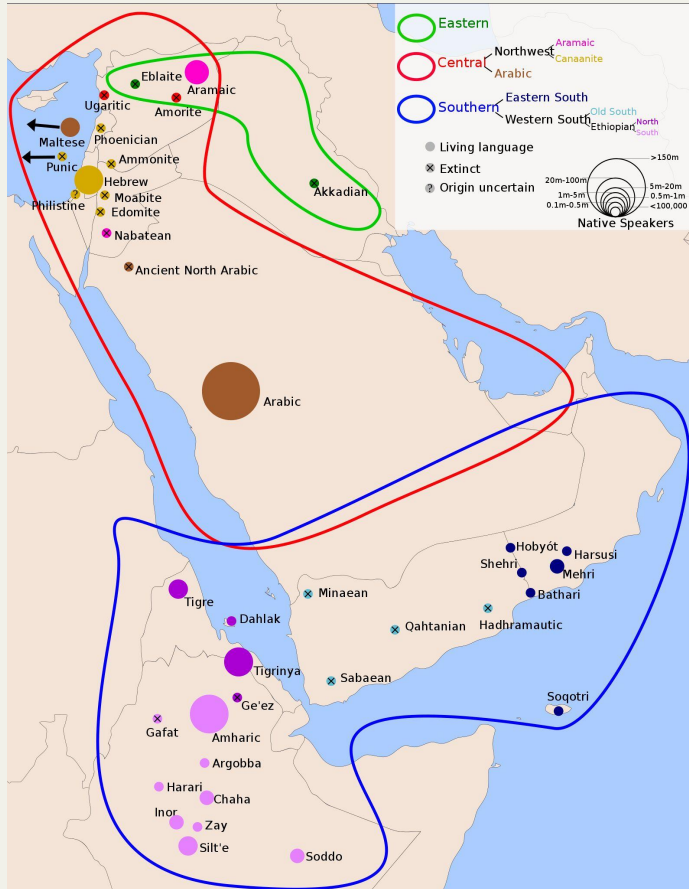 Eastern
Central
Northwest
Aramaic
Canaanite
Arabic
Southern
Eastern South
Western South
Old South
Ethiopian
North
South
Living language
Extinct
? Origin uncertain
>150m
20m-100m
5m-20m
1m-5m
0.5m-1m
0.1m-0.5m
<100,000
Native Speakers
Eblaite
Aramaic
Ugaritic
Amorite
Maltese
Phoenician
Punic
Ammonite
Hebrew
Akkadian
?
Philistine
Moabite
Edomite
Nabatean
Ancient North Arabic
Arabic
Hobyót
Harsusi
Shehri
Mehri
Bathari
Minaean
Tigre
Hadhramautic
Dahlak
Qahtanian
Tigrinya
Sabaean
Soqotri
Ge'ez
Gafat
Amharic
Argobba
Harari
Chaha
Inor
Zay
Silt'e
Soddo